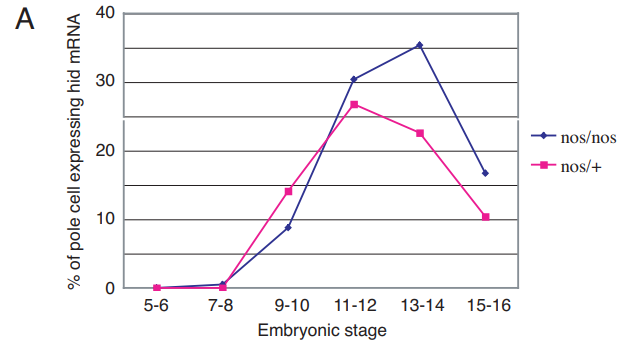 A
% of pole cell expressing hid mRNA
40
30
20
10
0
5-6 7-8 9-10 11-12 13-14 15-16
Embryonic stage
nos/nos
nos/+